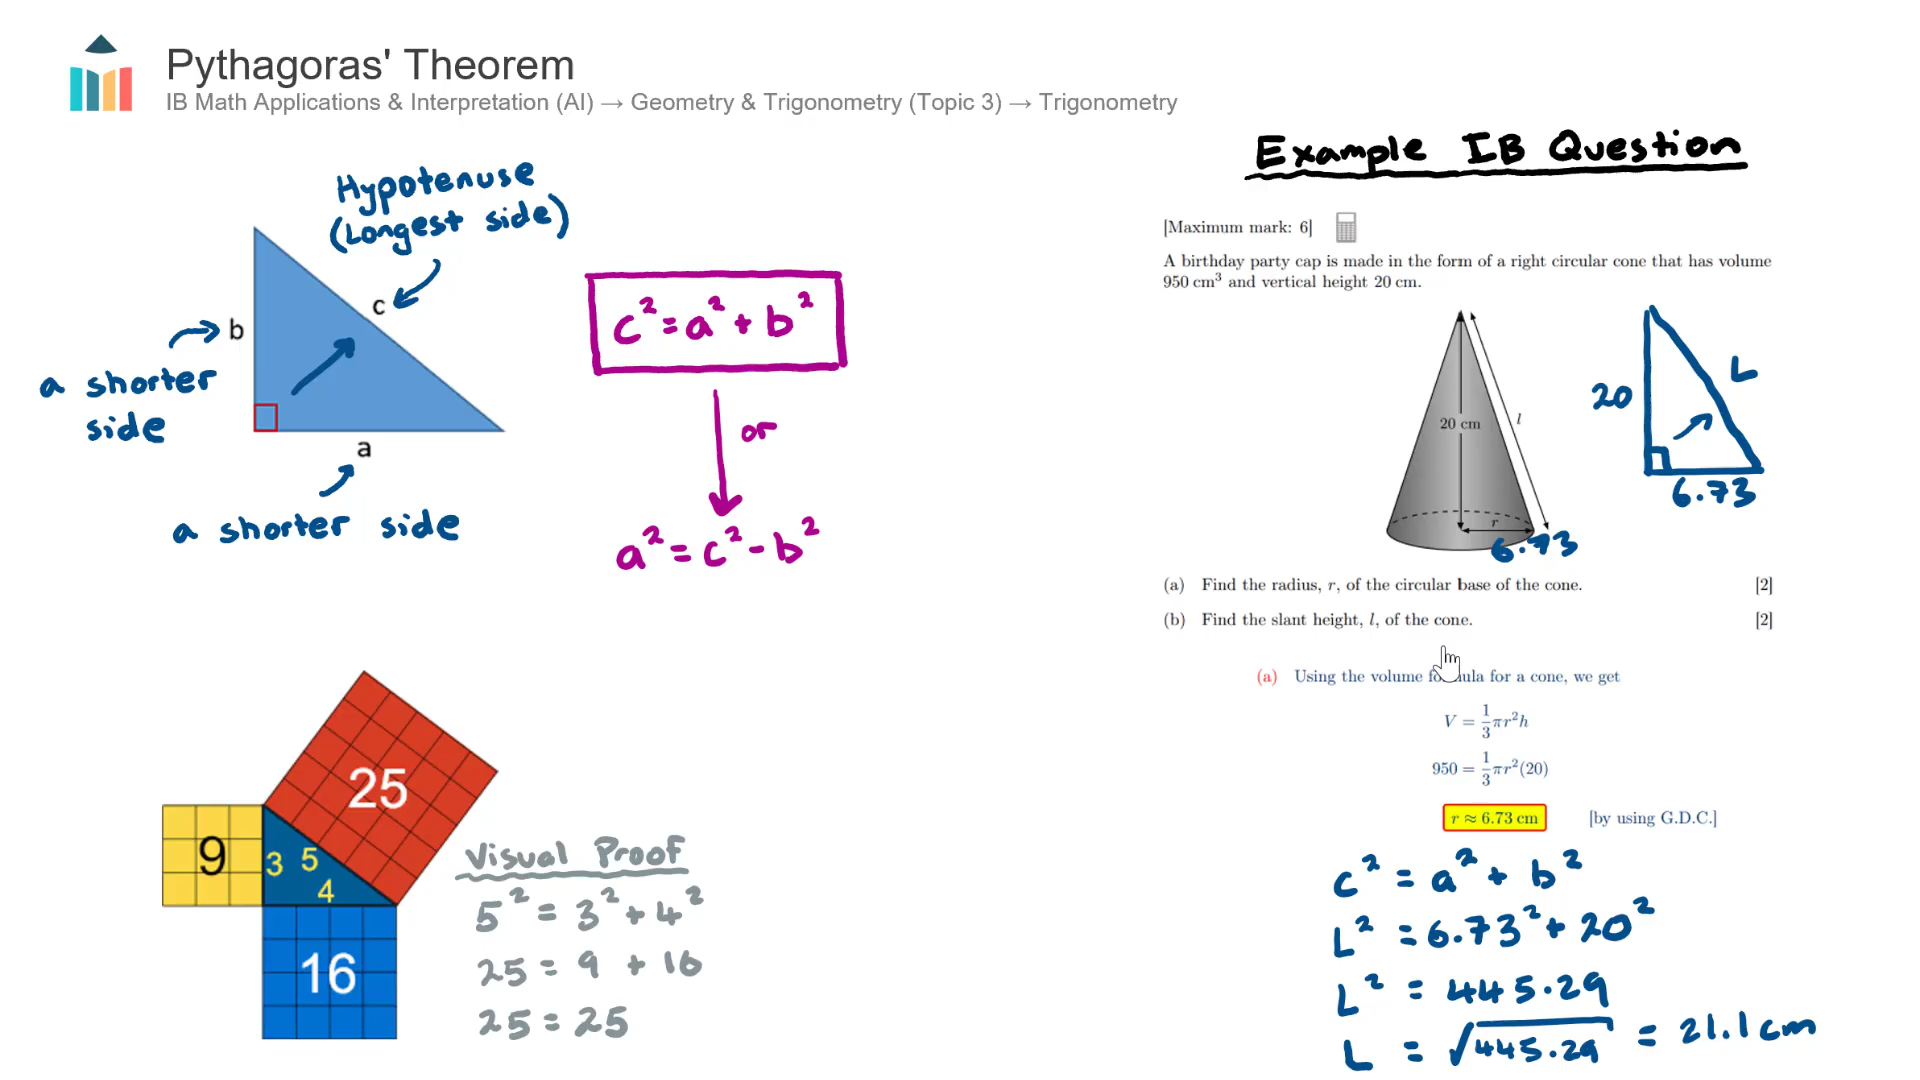 Pythagoras' Theorem
IB Math Applications & Interpretation (AI) → Geometry & Trigonometry (Topic 3) → Trigonometry
Hypotenuse
(Longest side)
c
b
a shorter
side
a
a shorter side
c² = a² + b²
or
a² = c² - b²
25
9
3
5
4
16
Visual Proof
5² = 3² + 4²
25 = 9 + 16
25 = 25
Example IB Question
[Maximum mark: 6]
A birthday party cap is made in the form of a right circular cone that has volume
950 cm³ and vertical height 20 cm.
20 cm
l
r
6.73
20
L
6.73
(a) Find the radius, r, of the circular base of the cone. [2]
(b) Find the slant height, l, of the cone. [2]
(a) Using the volume formula for a cone, we get
V = 1/3 πr²h
950 = 1/3 πr²(20)
r ≈ 6.73 cm [by using G.D.C.]
c² = a² + b²
L² = 6.73² + 20²
L² = 445.29
L = √445.29 = 21.1 cm